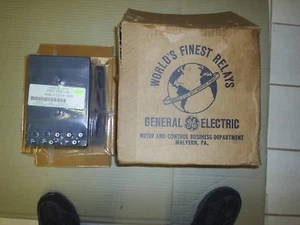 WORLD'S FINEST RELAYS
GENERAL ELECTRIC
MOTOR AND CONTROL BUSINESS DEPARTMENT
MALVERN, PA.